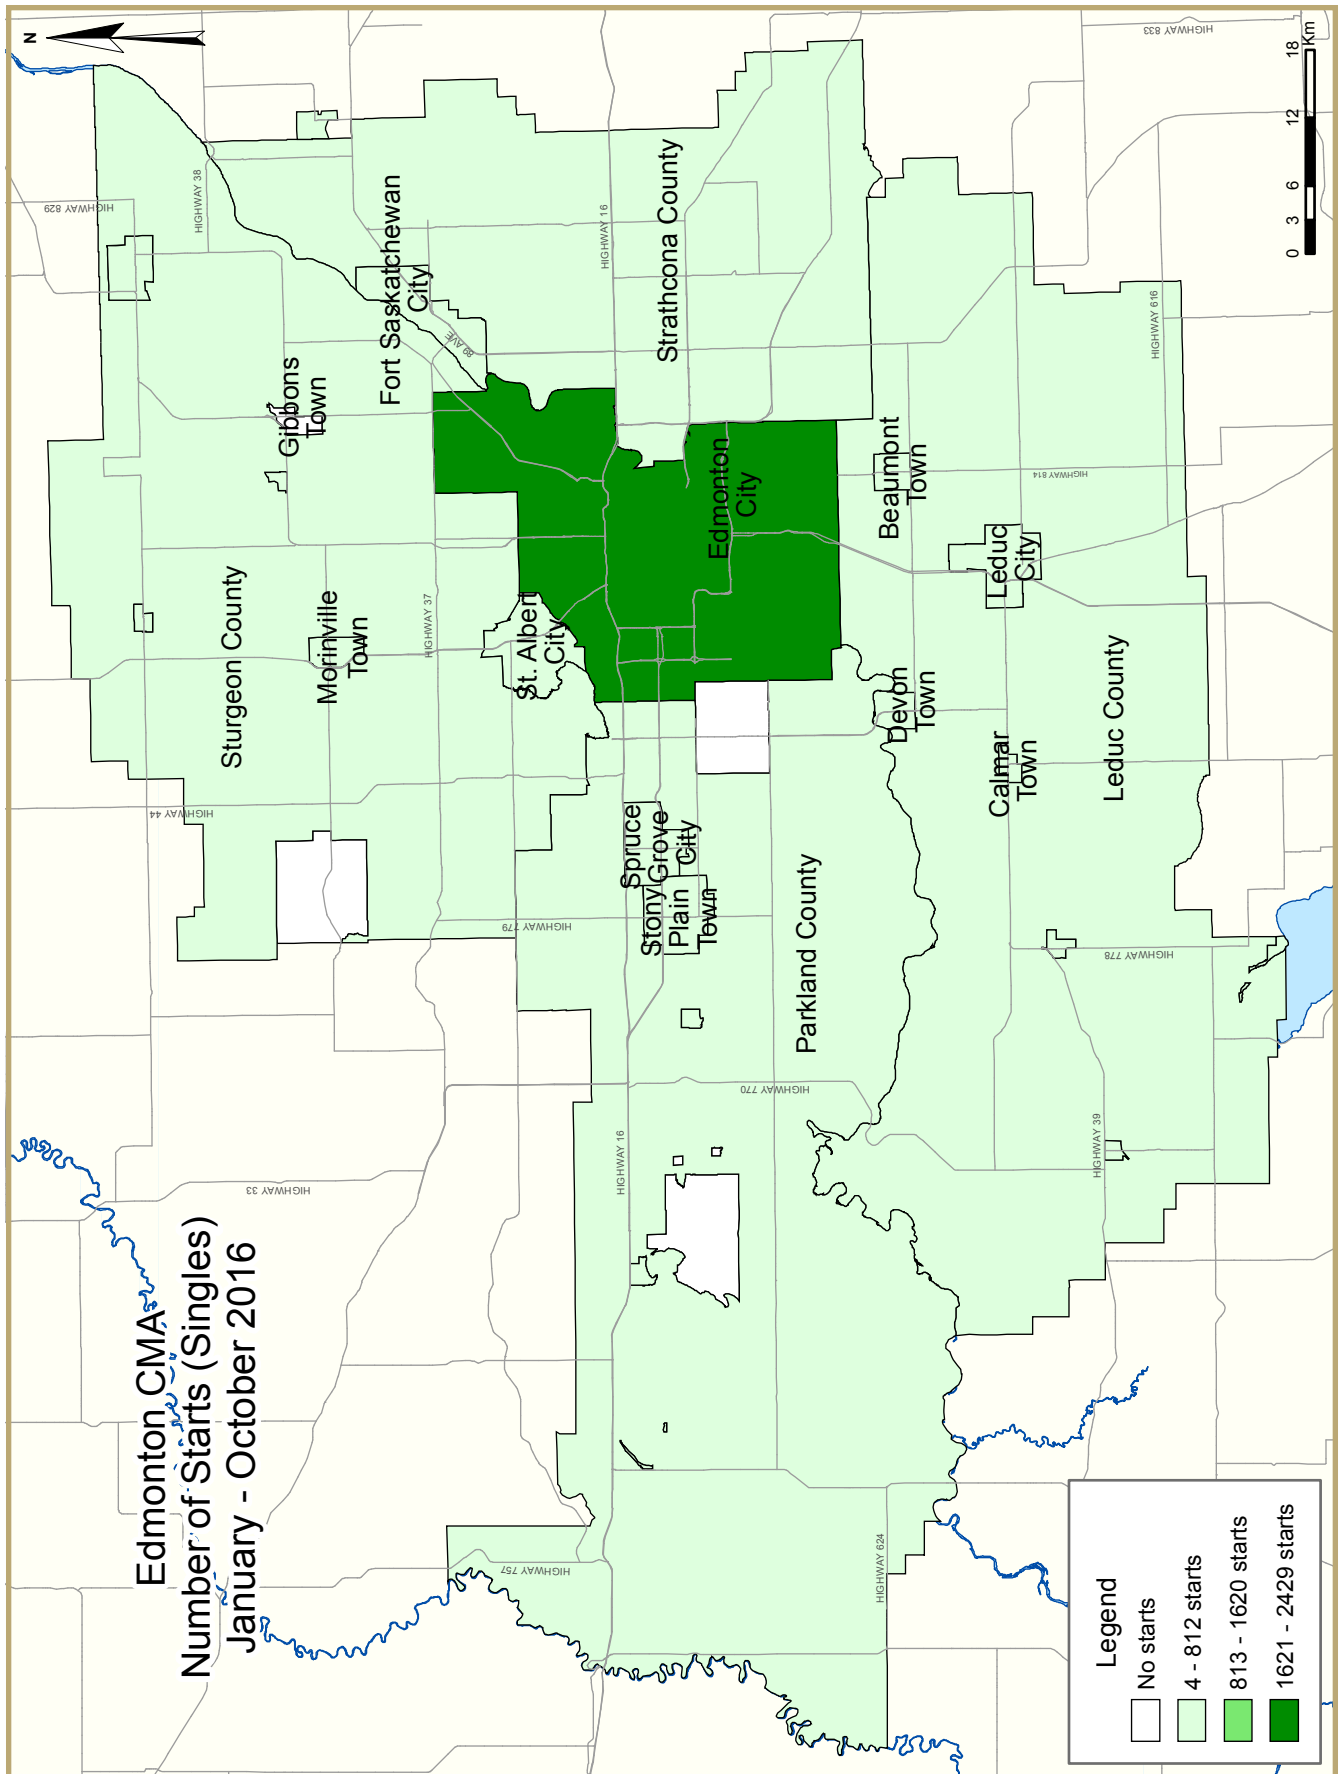 Edmonton CMA
Number of Starts (Singles)
January - October 2016
N
HIGHWAY 829
HIGHWAY 38
HIGHWAY 833
HIGHWAY 44
HIGHWAY 33
HIGHWAY 37
HIGHWAY 16
HIGHWAY 779
HIGHWAY 757
89 AVE
Sturgeon County
Gibbons
Town
Morinville
Town
Fort Saskatchewan
City
St. Albert
City
Strathcona County
Edmonton
City
Spruce
Grove
City
Stony
Plain
Town
Parkland County
HIGHWAY 16
HIGHWAY 770
HIGHWAY 624
Beaumont
Town
Devon
Town
Leduc
City
Calmar
Town
Leduc County
HIGHWAY 814
HIGHWAY 616
HIGHWAY 778
HIGHWAY 39
Legend
No starts
4 - 812 starts
813 - 1620 starts
1621 - 2429 starts
0 3 6 12 18
Km